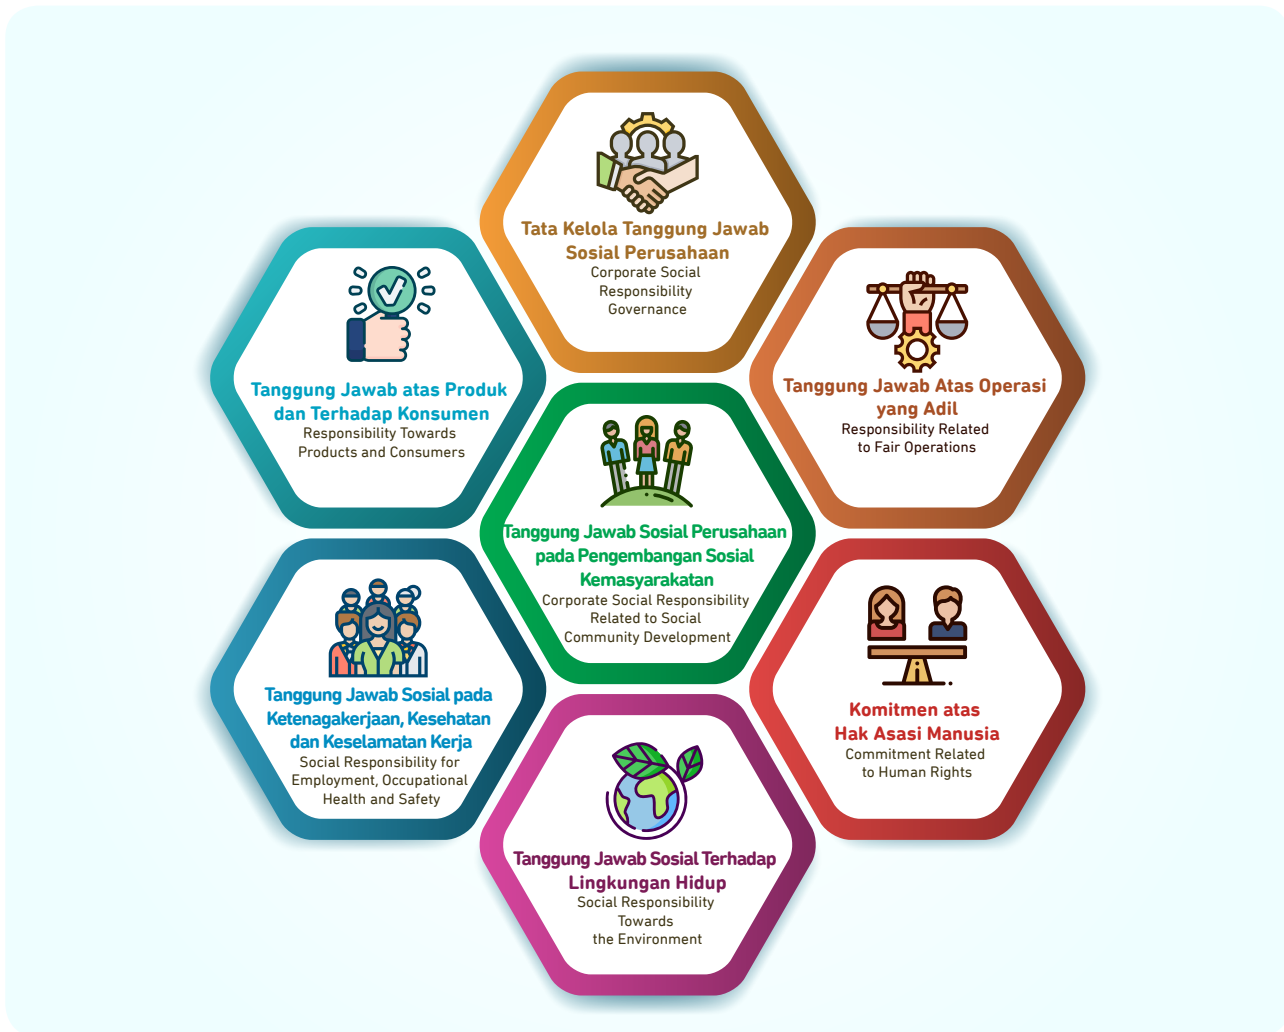 Tata Kelola Tanggung Jawab
Sosial Perusahaan
Corporate Social
Responsibility
Governance
Tanggung Jawab atas Produk
dan Terhadap Konsumen
Responsibility Towards
Products and Consumers
Tanggung Jawab Atas Operasi
yang Adil
Responsibility Related
to Fair Operations
Tanggung Jawab Sosial Perusahaan
pada Pengembangan Sosial
Kemasyarakatan
Corporate Social Responsibility
Related to Social
Community Development
Tanggung Jawab Sosial pada
Ketenagakerjaan, Kesehatan
dan Keselamatan Kerja
Social Responsibility for
Employment, Occupational
Health and Safety
Komitmen atas
Hak Asasi Manusia
Commitment Related
to Human Rights
Tanggung Jawab Sosial Terhadap
Lingkungan Hidup
Social Responsibility
Towards
the Environment